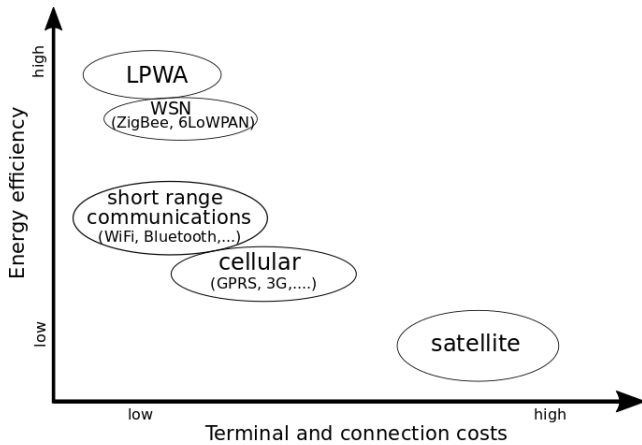 high
LPWA
WSN
(ZigBee, 6LoWPAN)
Energy efficiency
short range
communications
(WiFi, Bluetooth,...)
cellular
(GPRS, 3G,....)
low
satellite
low
high
Terminal and connection costs